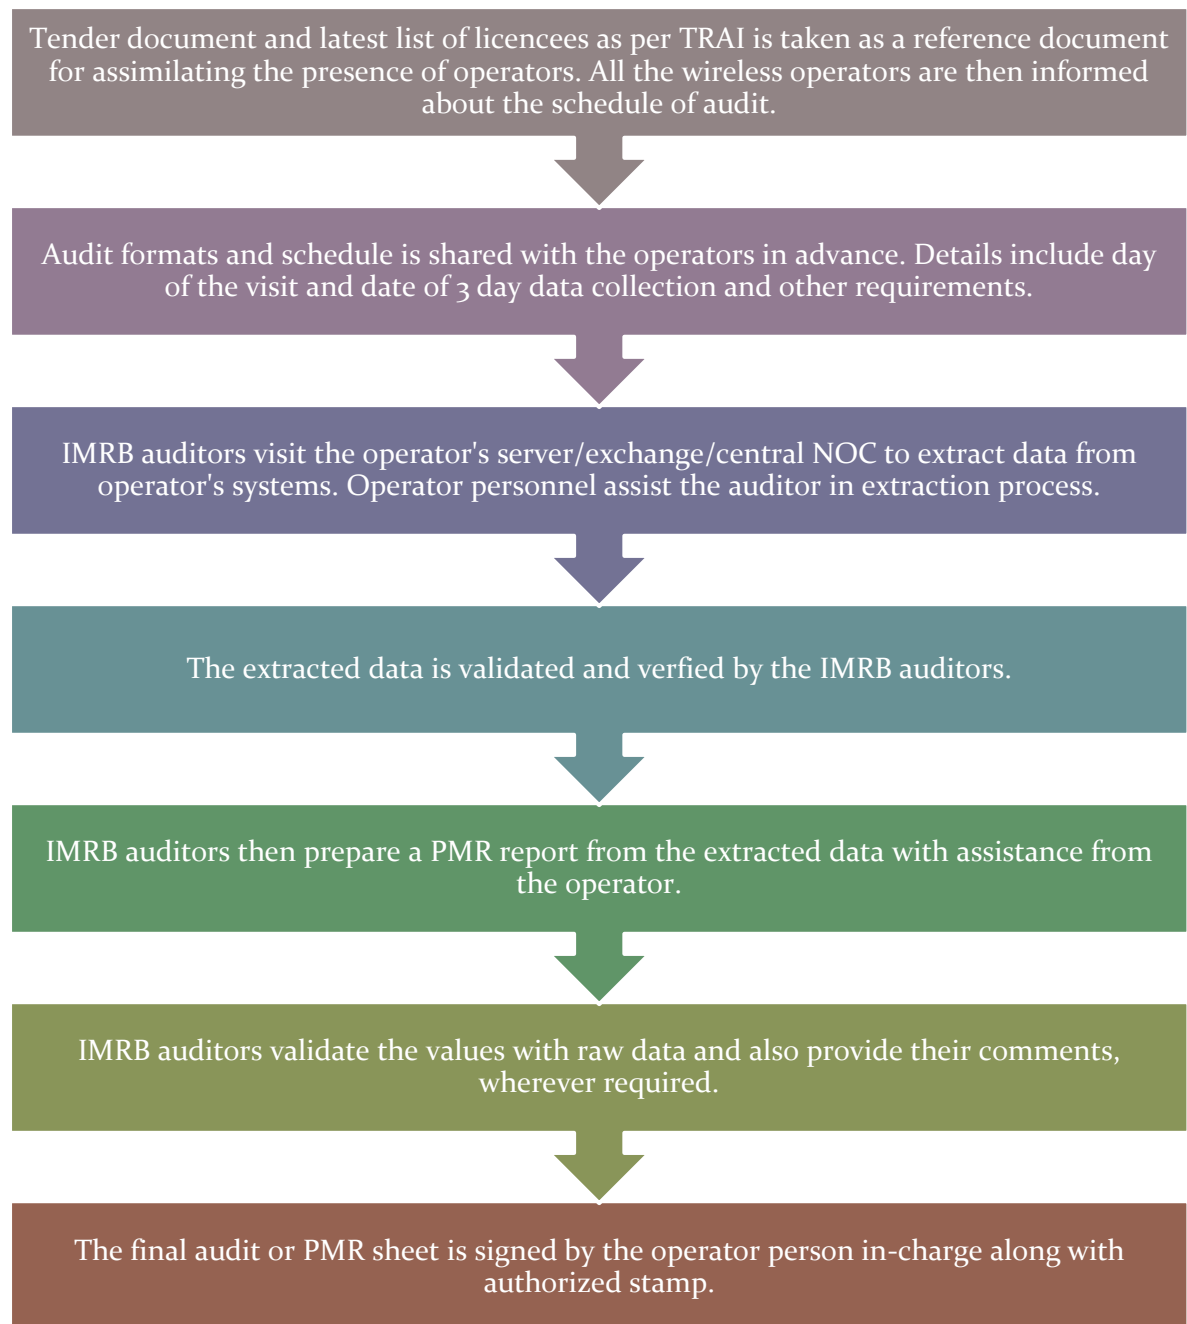 Tender document and latest list of licencees as per TRAI is taken as a reference document
for assimilating the presence of operators. All the wireless operators are then informed
about the schedule of audit.
Audit formats and schedule is shared with the operators in advance. Details include day
of the visit and date of 3 day data collection and other requirements.
IMRB auditors visit the operator's server/exchange/central NOC to extract data from
operator's systems. Operator personnel assist the auditor in extraction process.
The extracted data is validated and verfied by the IMRB auditors.
IMRB auditors then prepare a PMR report from the extracted data with assistance from
the operator.
IMRB auditors validate the values with raw data and also provide their comments,
wherever required.
The final audit or PMR sheet is signed by the operator person in-charge along with
authorized stamp.